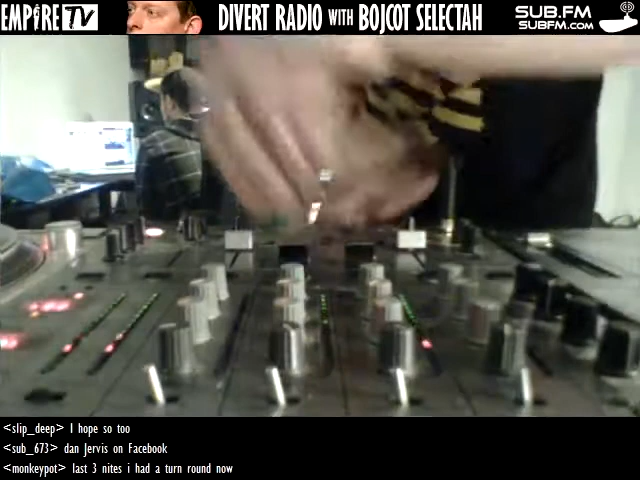 EMPIRE TV
DIVERT RADIO WITH BOJCOT SELECTAH
SUB.FM
SUBFM.COM
<slip_deep> I hope so too
<sub_673> dan Jervis on Facebook
<monkeypot> last 3 nites i had a turn round now